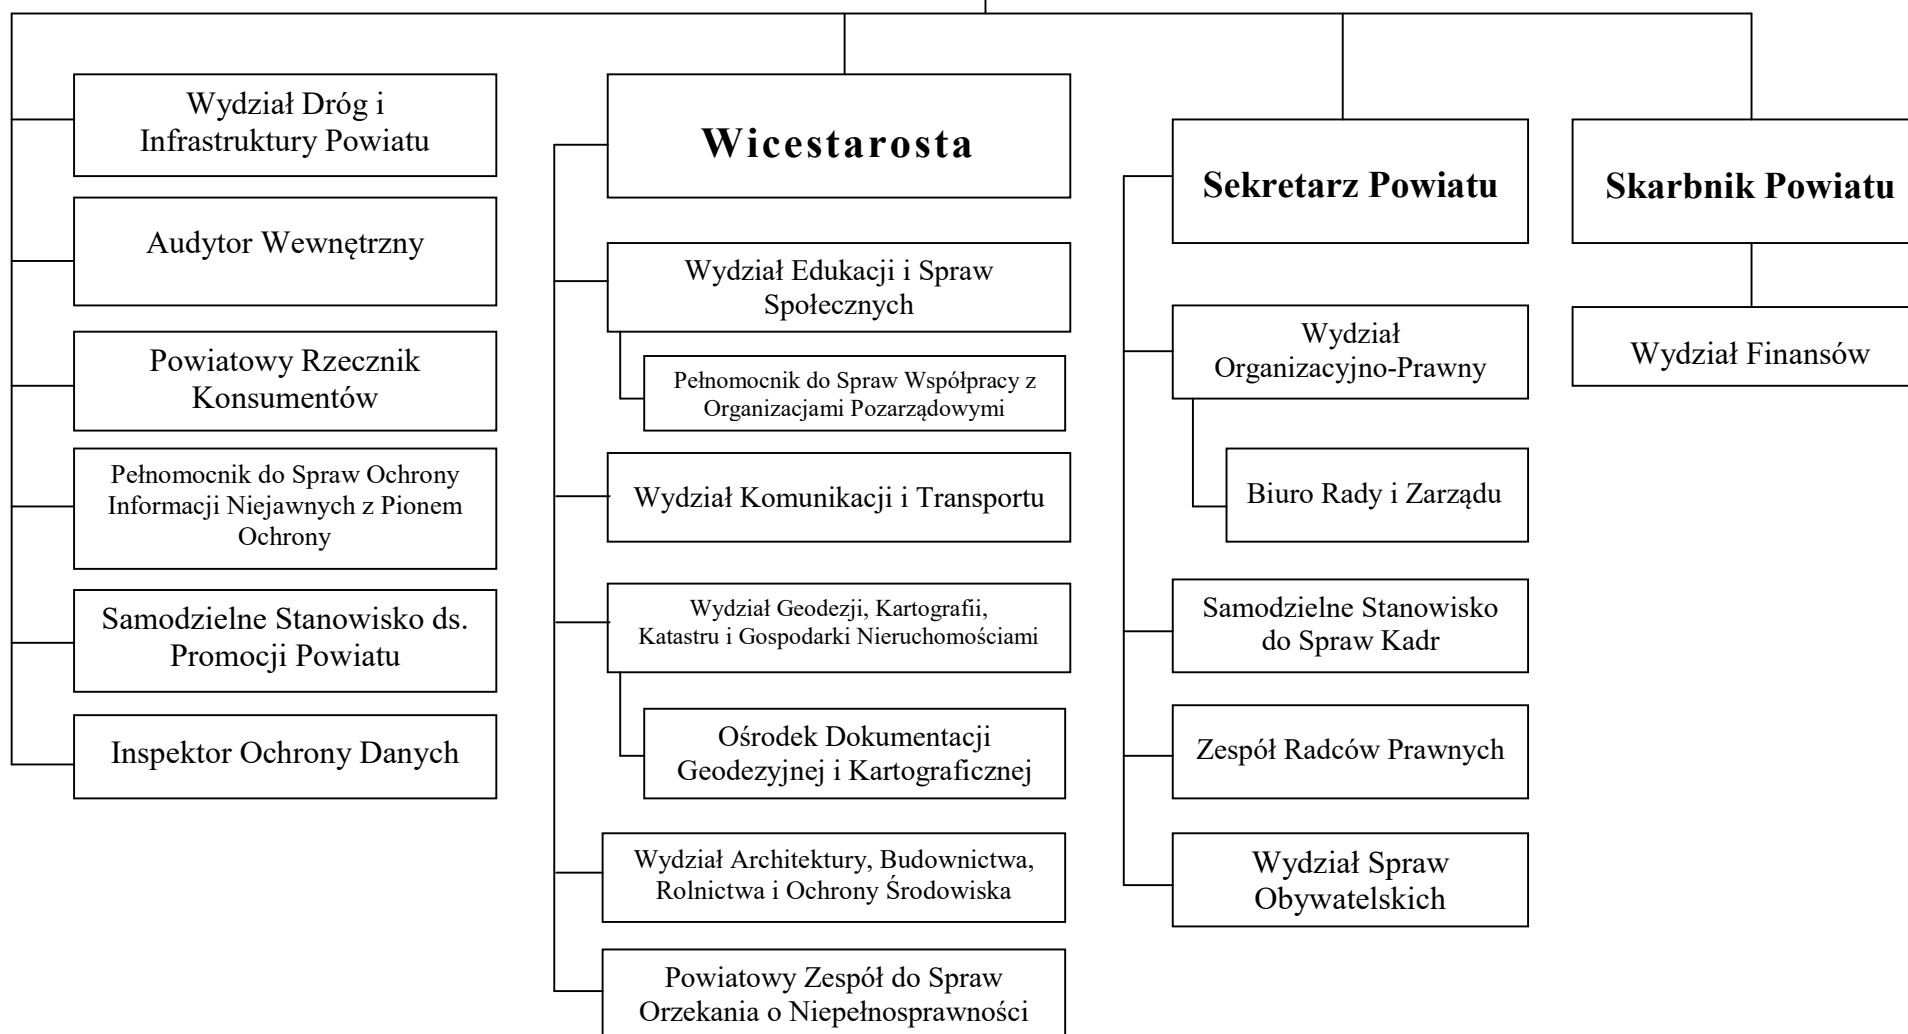 Wydział Dróg i
Infrastruktury Powiatu
Audytor Wewnętrzny
Powiatowy Rzecznik
Konsumentów
Pełnomocnik do Spraw Ochrony
Informacji Niejawnych z Pionem
Ochrony
Samodzielne Stanowisko ds.
Promocji Powiatu
Inspektor Ochrony Danych
Wicestarosta
Wydział Edukacji i Spraw
Społecznych
Pełnomocnik do Spraw Współpracy z
Organizacjami Pozarządowymi
Wydział Komunikacji i Transportu
Wydział Geodezji, Kartografii,
Katastru i Gospodarki Nieruchomościami
Ośrodek Dokumentacji
Geodezyjnej i Kartograficznej
Wydział Architektury, Budownictwa,
Rolnictwa i Ochrony Środowiska
Powiatowy Zespół do Spraw
Orzekania o Niepełnosprawności
Sekretarz Powiatu
Wydział
Organizacyjno-Prawny
Biuro Rady i Zarządu
Samodzielne Stanowisko
do Spraw Kadr
Zespół Radców Prawnych
Wydział Spraw
Obywatelskich
Skarbnik Powiatu
Wydział Finansów